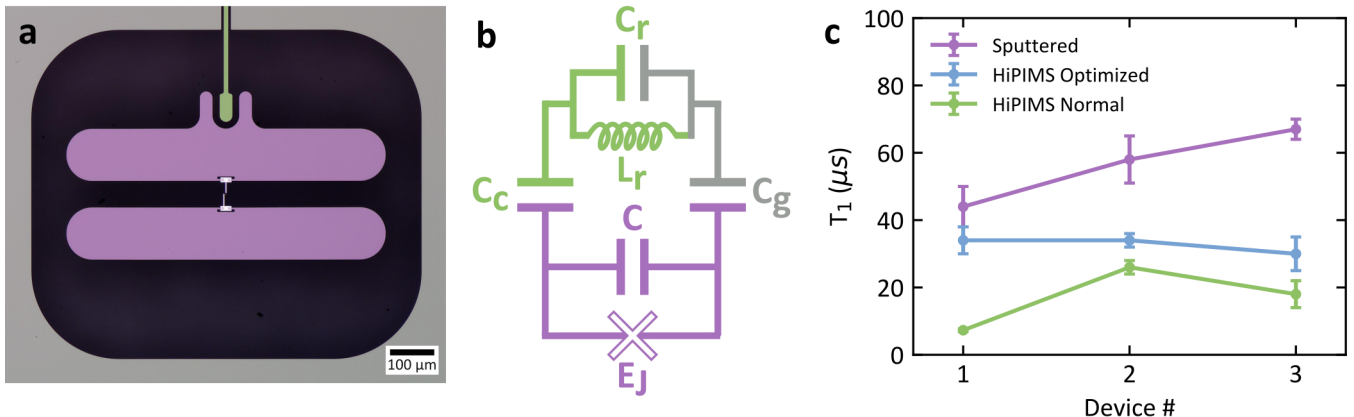 a
100 µm
b
Cr
Lr
Cc
Cg
C
EJ
c
Sputtered
HiPIMS Optimized
HiPIMS Normal
T1 (µs)
100
80
60
40
20
0
1 2 3
Device #